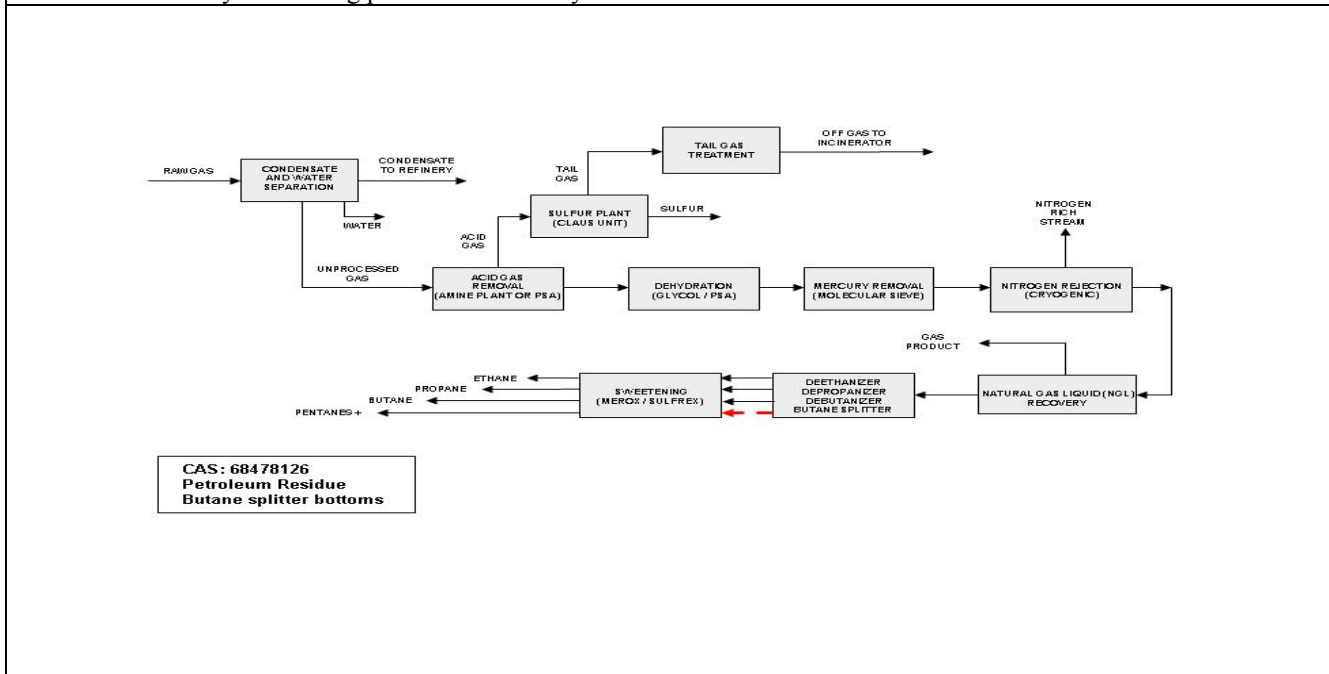 RAW GAS
CONDENSATE
AND WATER
SEPARATION
CONDENSATE
TO REFINERY
WATER
UNPROCESSED
GAS
TAIL GAS
TREATMENT
OFF GAS TO
INCINERATOR
TAIL
GAS
SULFUR PLANT
(CLAUS UNIT)
SULFUR
ACID
GAS
NITROGEN
RICH
STREAM
ACID GAS
REMOVAL
(AMINE PLANT OR PSA)
DEHYDRATION
(GLYCOL / PSA)
MERCURY REMOVAL
(MOLECULAR SIEVE)
NITROGEN REJECTION
(CRYOGENIC)
GAS
PRODUCT
ETHANE
PROPANE
BUTANE
PENTANES +
SWEETENING
(MEROX / SULFREX)
DEETHANIZER
DEPROPANIZER
DEBUTANIZER
BUTANE SPLITTER
NATURAL GAS LIQUID (NGL)
RECOVERY
CAS: 68478126
Petroleum Residue
Butane splitter bottoms